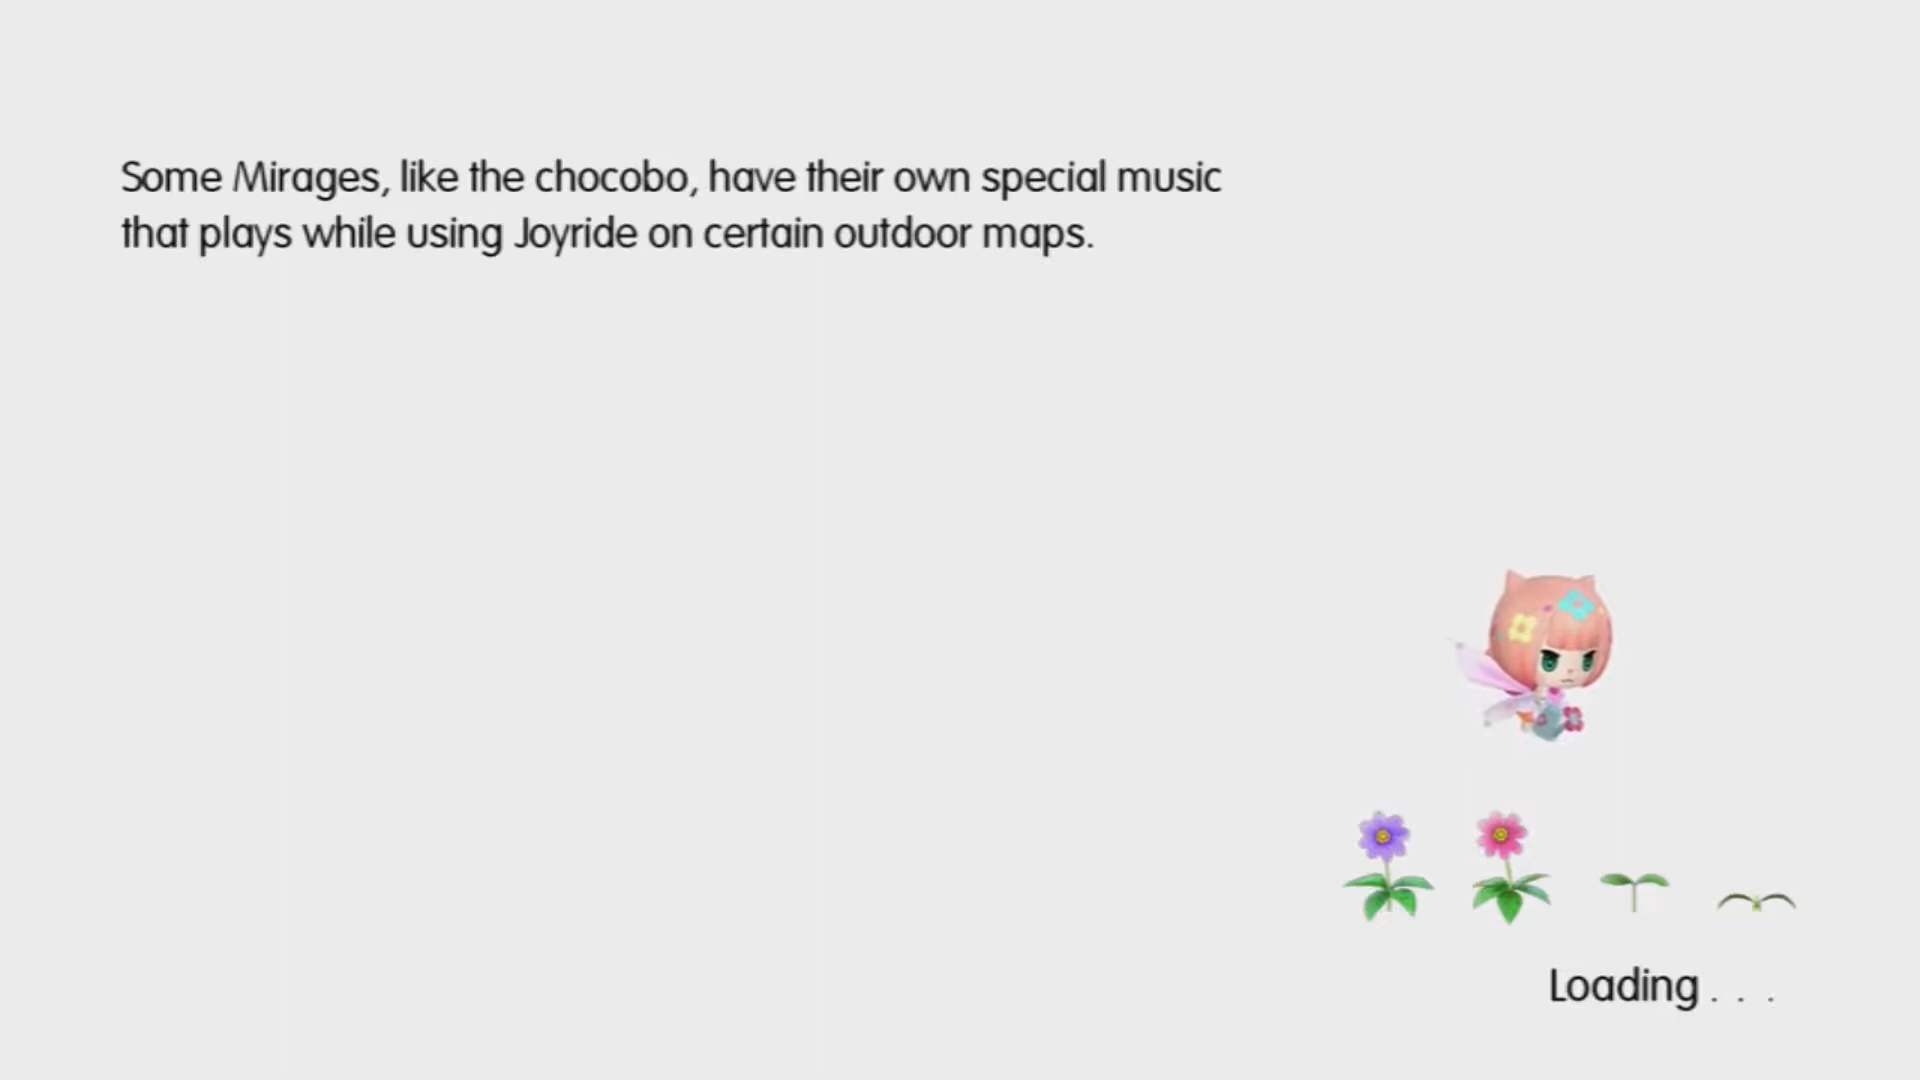 Some Mirages, like the chocobo, have their own special music
that plays while using Joyride on certain outdoor maps.
Loading . . .